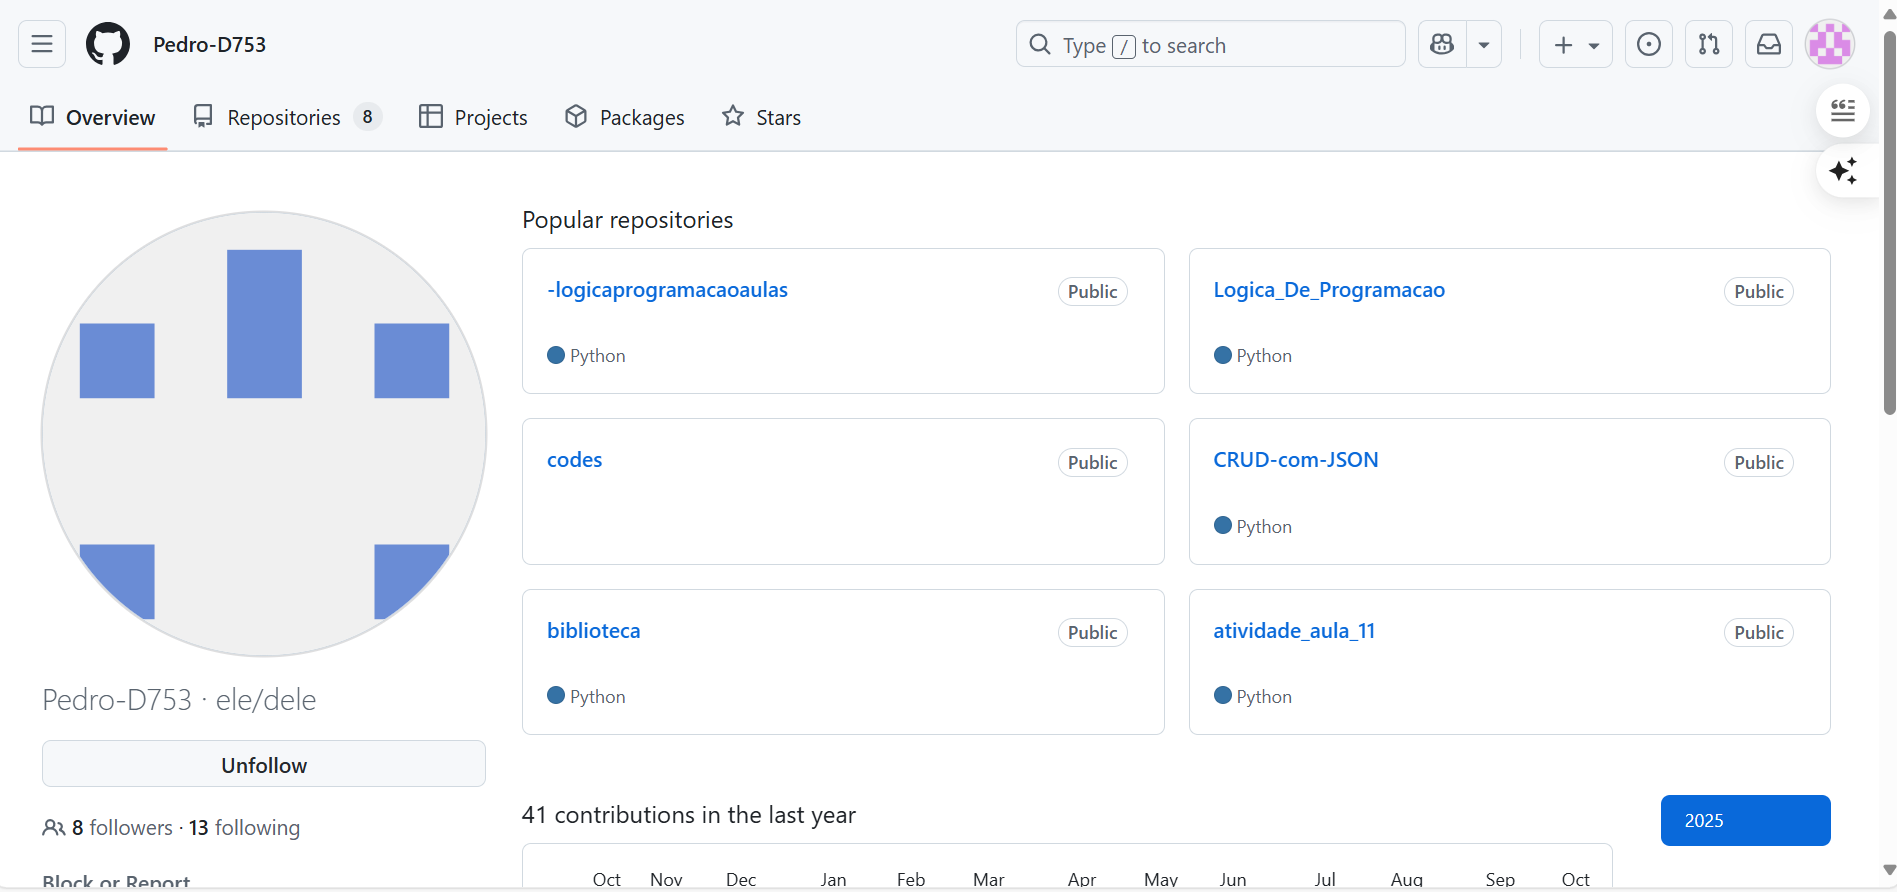 Pedro-D753
Type / to search
Overview
Repositories 8
Projects
Packages
Stars
Popular repositories
-logicaprogramacaoaulas Public
Python
Logica_De_Programacao Public
Python
codes Public
CRUD-com-JSON Public
Python
biblioteca Public
Python
atividade_aula_11 Public
Python
Pedro-D753 · ele/dele
Unfollow
8 followers · 13 following
Block or Report
41 contributions in the last year
2025
Oct Nov Dec Jan Feb Mar Apr May Jun Jul Aug Sep Oct